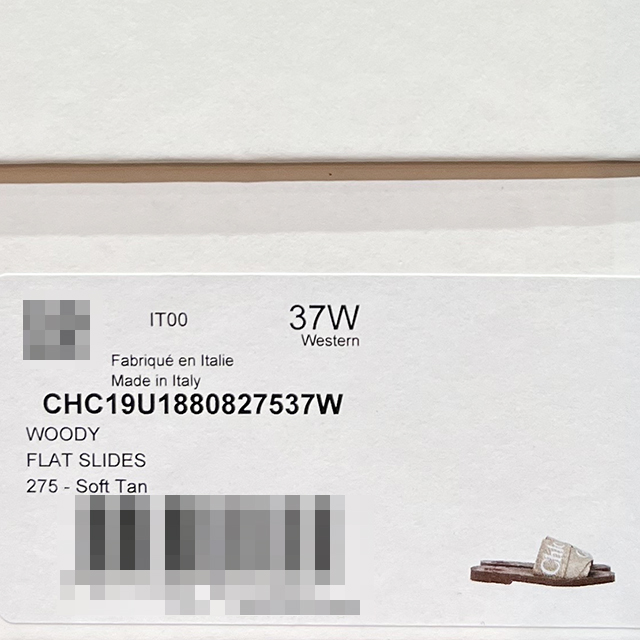 IT00
37W
Western
Fabriqué en Italie
Made in Italy
CHC19U1880827537W
WOODY
FLAT SLIDES
275 - Soft Tan